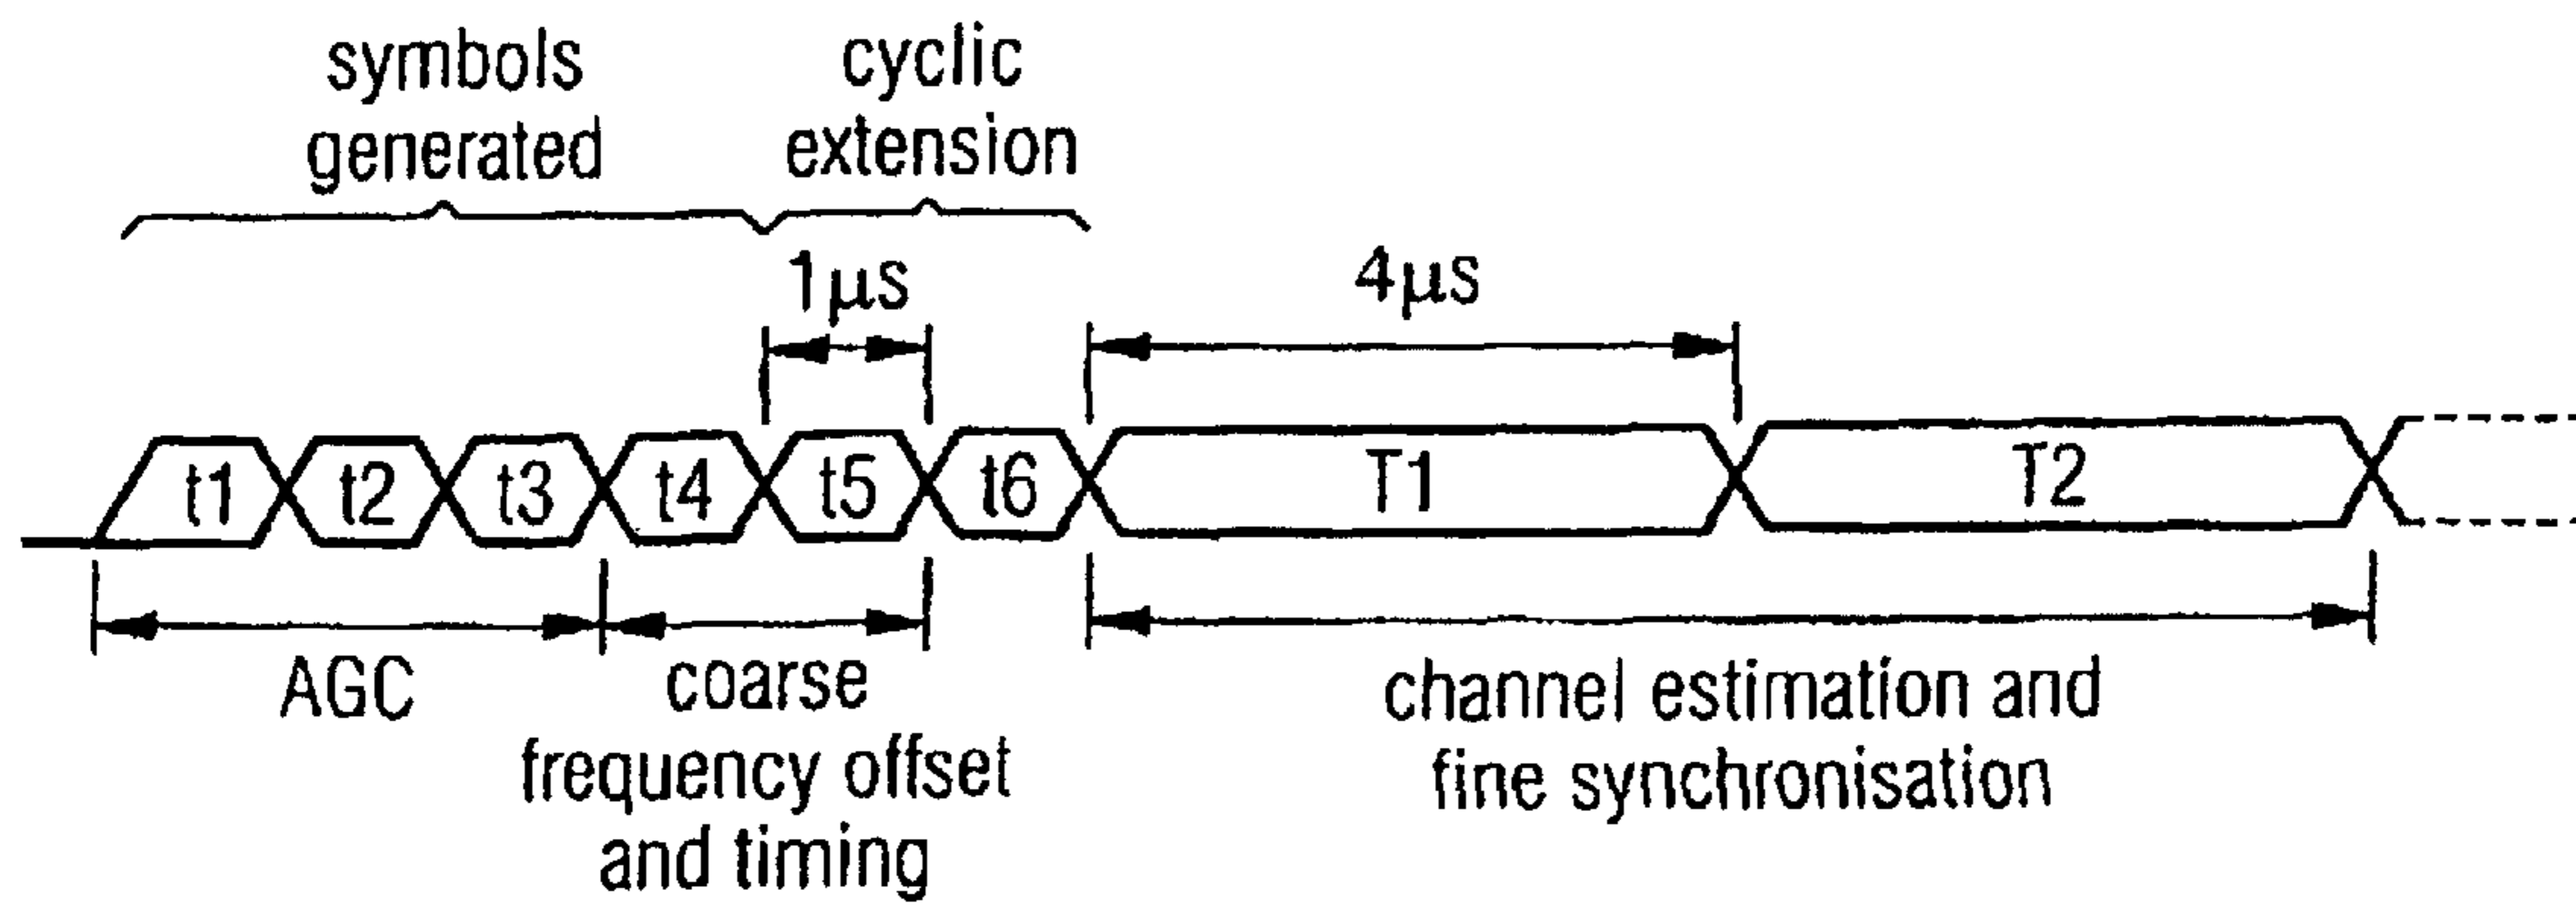 symbols
generated
cyclic
extension
1μs
4μs
t1 t2 t3 t4 t5 t6 T1 T2
AGC
coarse
frequency offset
and timing
channel estimation and
fine synchronisation